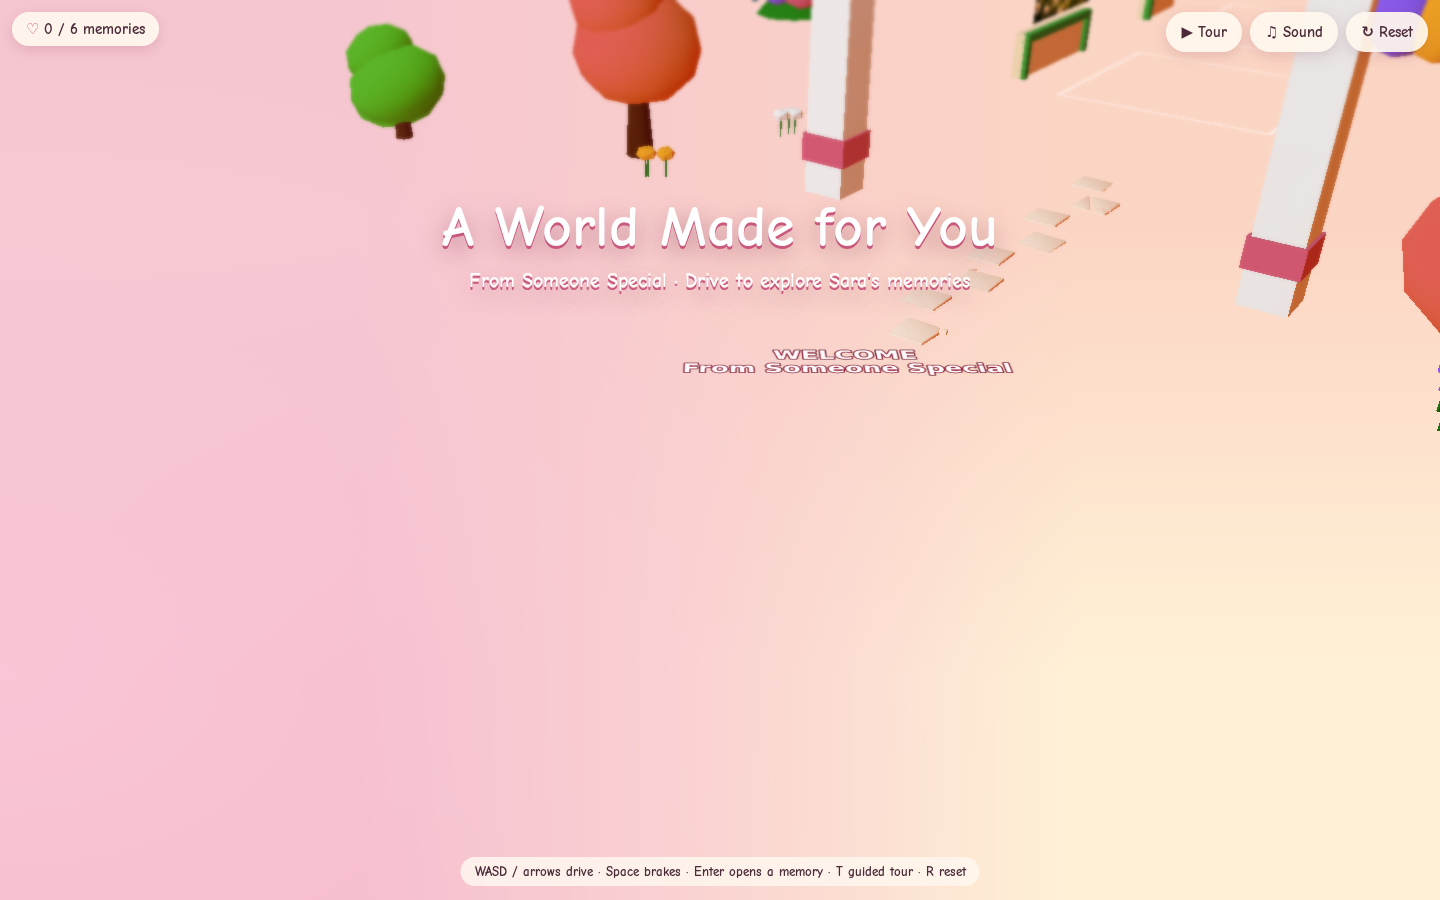 ♡ 0 / 6 memories
▶ Tour
♫ Sound
↻ Reset
A World Made for You
From Someone Special · Drive to explore Sara's memories
WELCOME
From Someone Special
WASD / arrows drive · Space brakes · Enter opens a memory · T guided tour · R reset